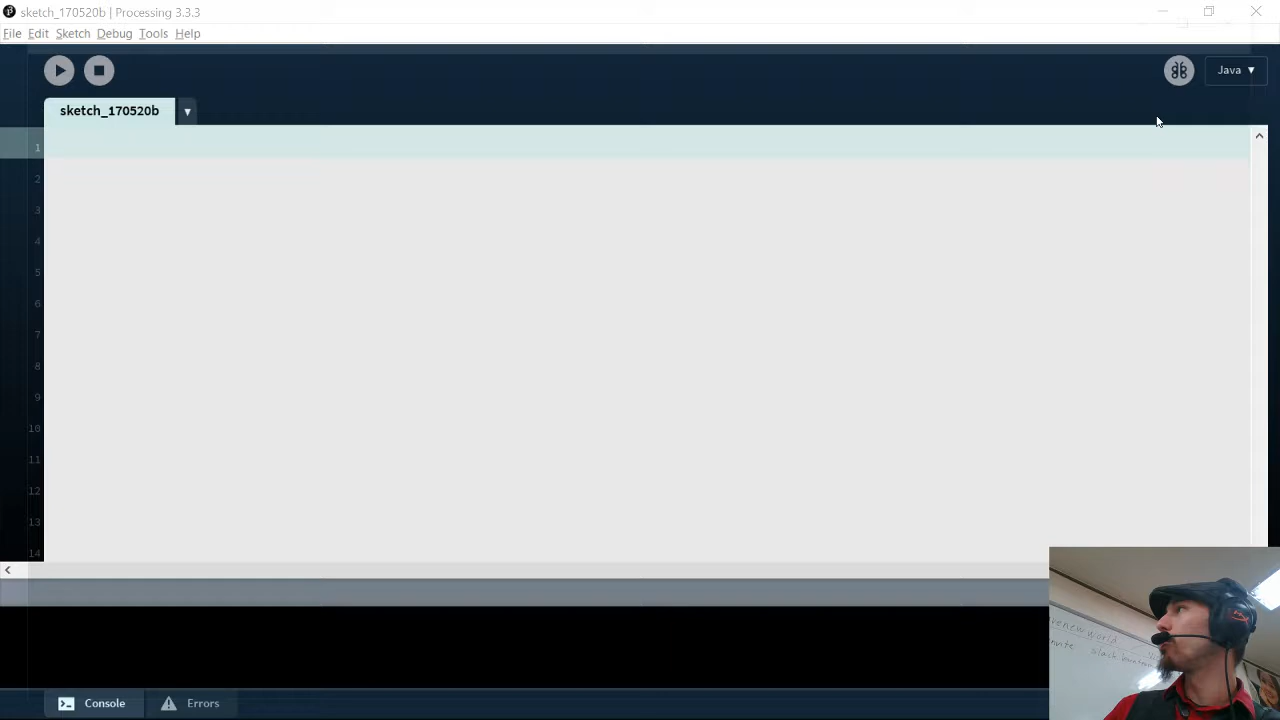 sketch_170520b | Processing 3.3.3
File Edit Sketch Debug Tools Help
Java ▼
sketch_170520b ▼
1
2
3
4
5
6
7
8
9
10
11
12
13
14
Console Errors